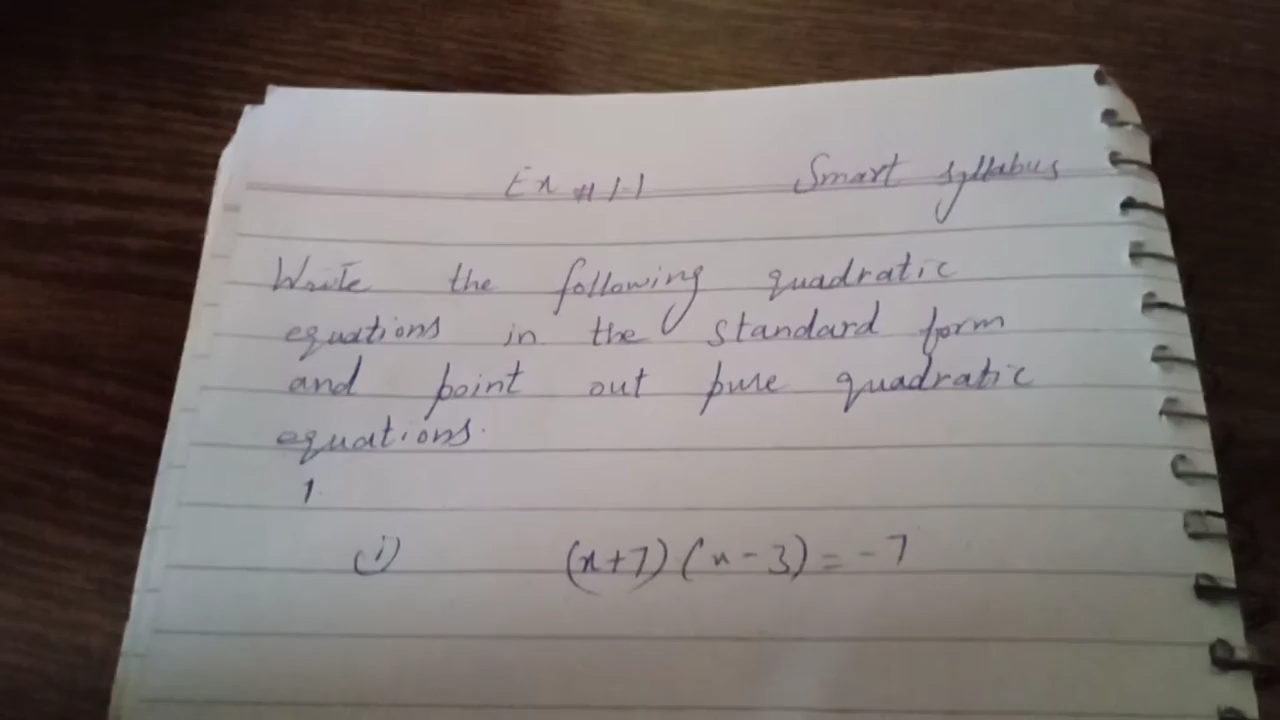 Ex # 1.1 Smart syllabus
Write the following quadratic
equations in the standard form
and point out pure quadratic
equations.
1.
(i) (x+7) (x-3) = -7